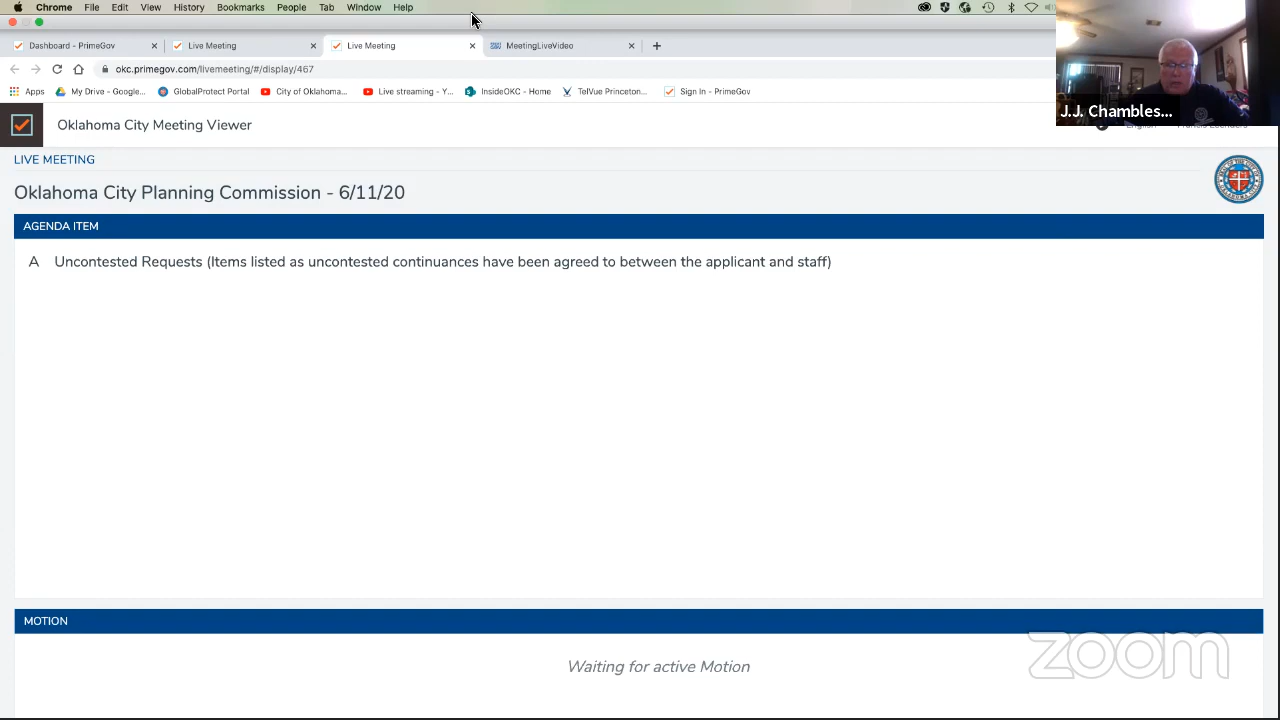 Chrome File Edit View History Bookmarks People Tab Window Help
Dashboard - PrimeGov
Live Meeting
Live Meeting
MeetingLiveVideo
okc.primegov.com/livemeeting/#/display/467
Apps
My Drive - Google...
GlobalProtect Portal
City of Oklahoma...
Live streaming - Y...
InsideOKC - Home
TelVue Princeton...
Sign In - PrimeGov
J.J. Chambles...
Oklahoma City Meeting Viewer
LIVE MEETING
Oklahoma City Planning Commission - 6/11/20
AGENDA ITEM
A Uncontested Requests (Items listed as uncontested continuances have been agreed to between the applicant and staff)
MOTION
Waiting for active Motion
zoom